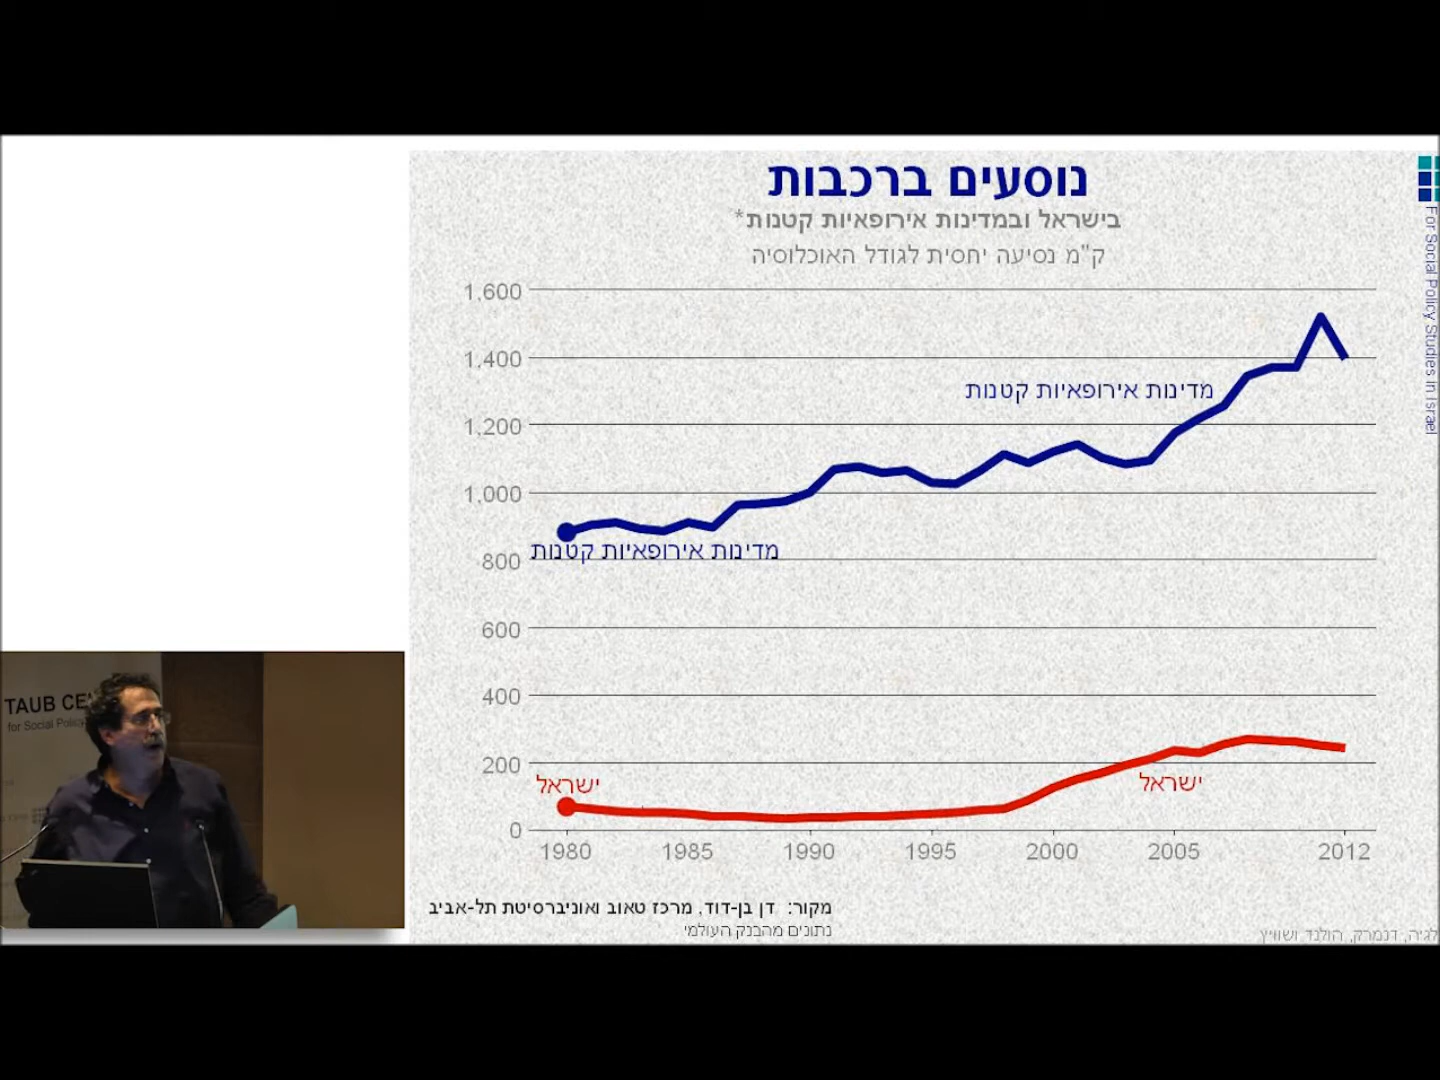 נוסעים ברכבות
בישראל ובמדינות אירופאיות קטנות*
ק"מ נסיעה יחסית לגודל האוכלוסיה
1,600
1,400
1,200
1,000
800
600
400
200
0
מדינות אירופאיות קטנות
מדינות אירופאיות קטנות
ישראל
ישראל
1980 1985 1990 1995 2000 2005 2012
מקור: דן בן-דוד, מרכז טאוב ואוניברסיטת תל-אביב
נתונים מהבנק העולמי
דנמרק, הולנד ושוויץ
For Social Policy Studies in Israel
TAUB
for Social Policy